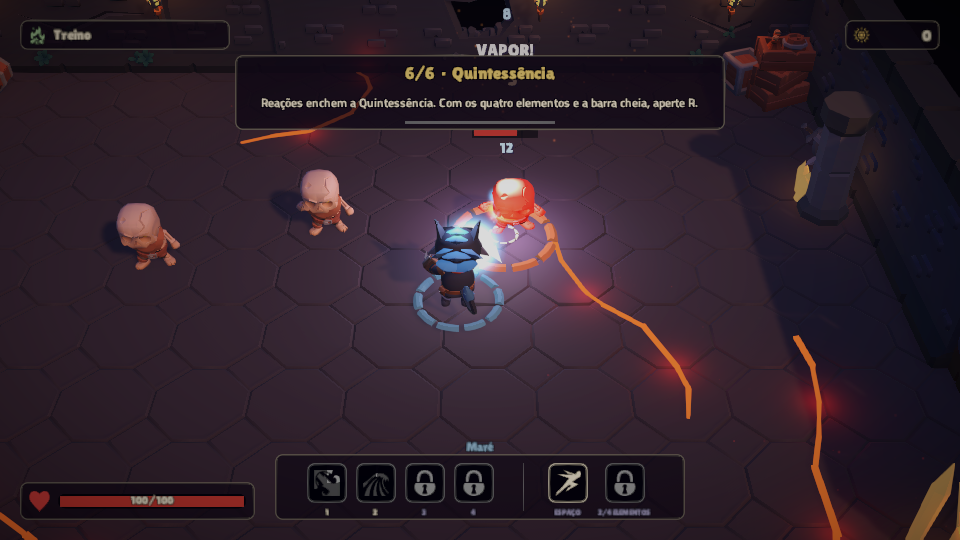 8
Treino
0
VAPOR!
6/6 · Quintessência
Reações enchem a Quintessência. Com os quatro elementos e a barra cheia, aperte R.
12
Maré
1
2
3
4
ESPAÇO
2/4 ELEMENTOS
100/100